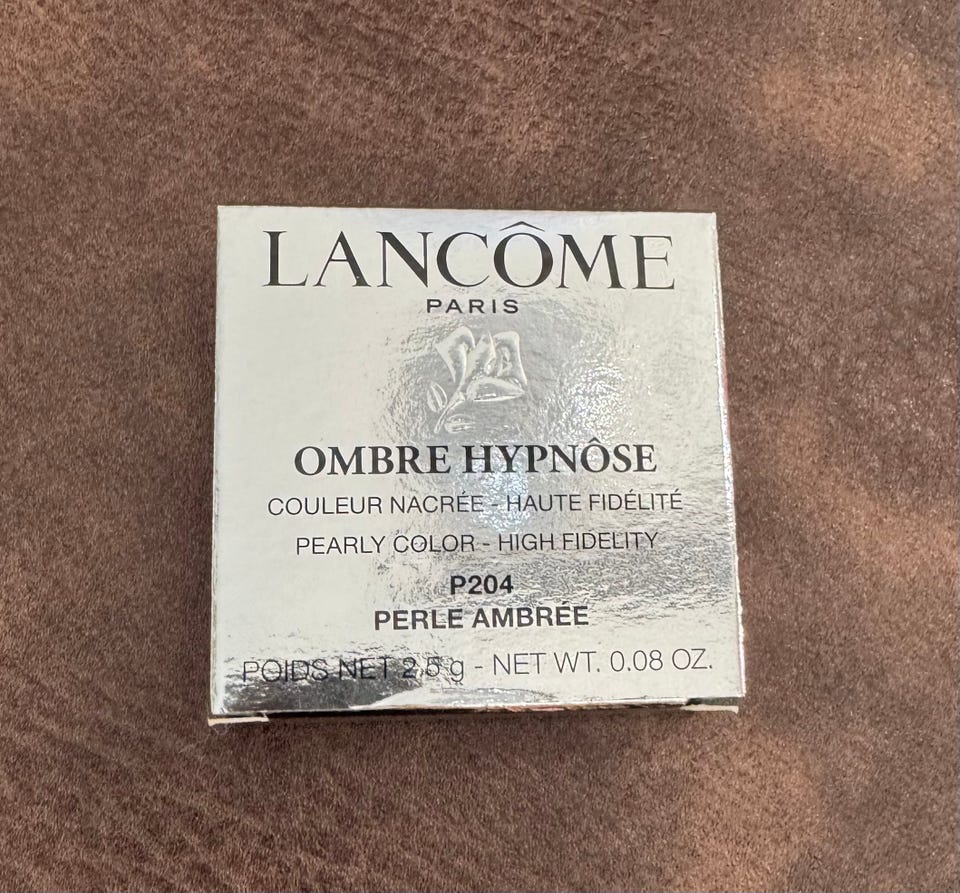 LANCÔME
PARIS
OMBRE HYPNÔSE
COULEUR NACRÉE - HAUTE FIDÉLITÉ
PEARLY COLOR - HIGH FIDELITY
P204
PERLE AMBRÉE
POIDS NET 2.5 g - NET WT. 0.08 OZ.